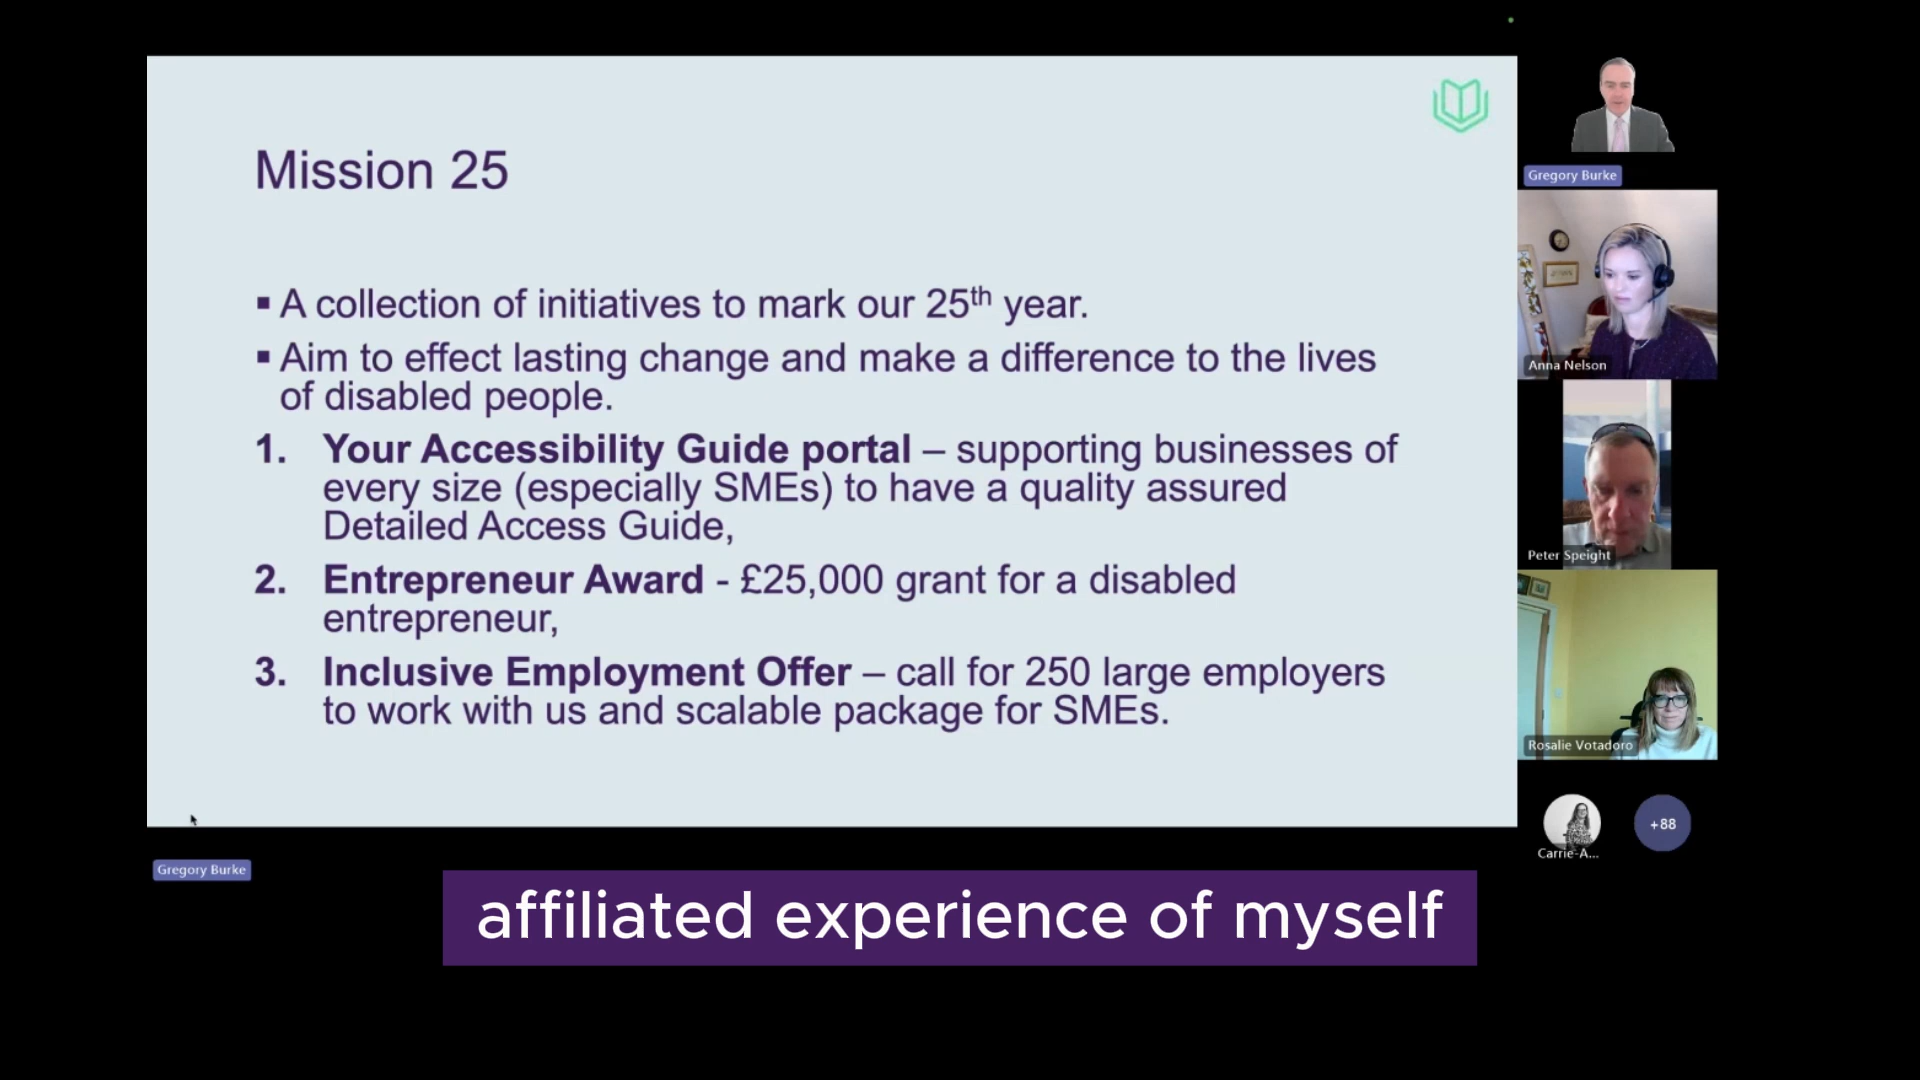 Mission 25
▪ A collection of initiatives to mark our 25th year.
▪ Aim to effect lasting change and make a difference to the lives
of disabled people.
1. Your Accessibility Guide portal – supporting businesses of
every size (especially SMEs) to have a quality assured
Detailed Access Guide,
2. Entrepreneur Award - £25,000 grant for a disabled
entrepreneur,
3. Inclusive Employment Offer – call for 250 large employers
to work with us and scalable package for SMEs.
Gregory Burke
Anna Nelson
Peter Speight
Rosalie Votadoro
Carrie-A...
+88
Gregory Burke
affiliated experience of myself